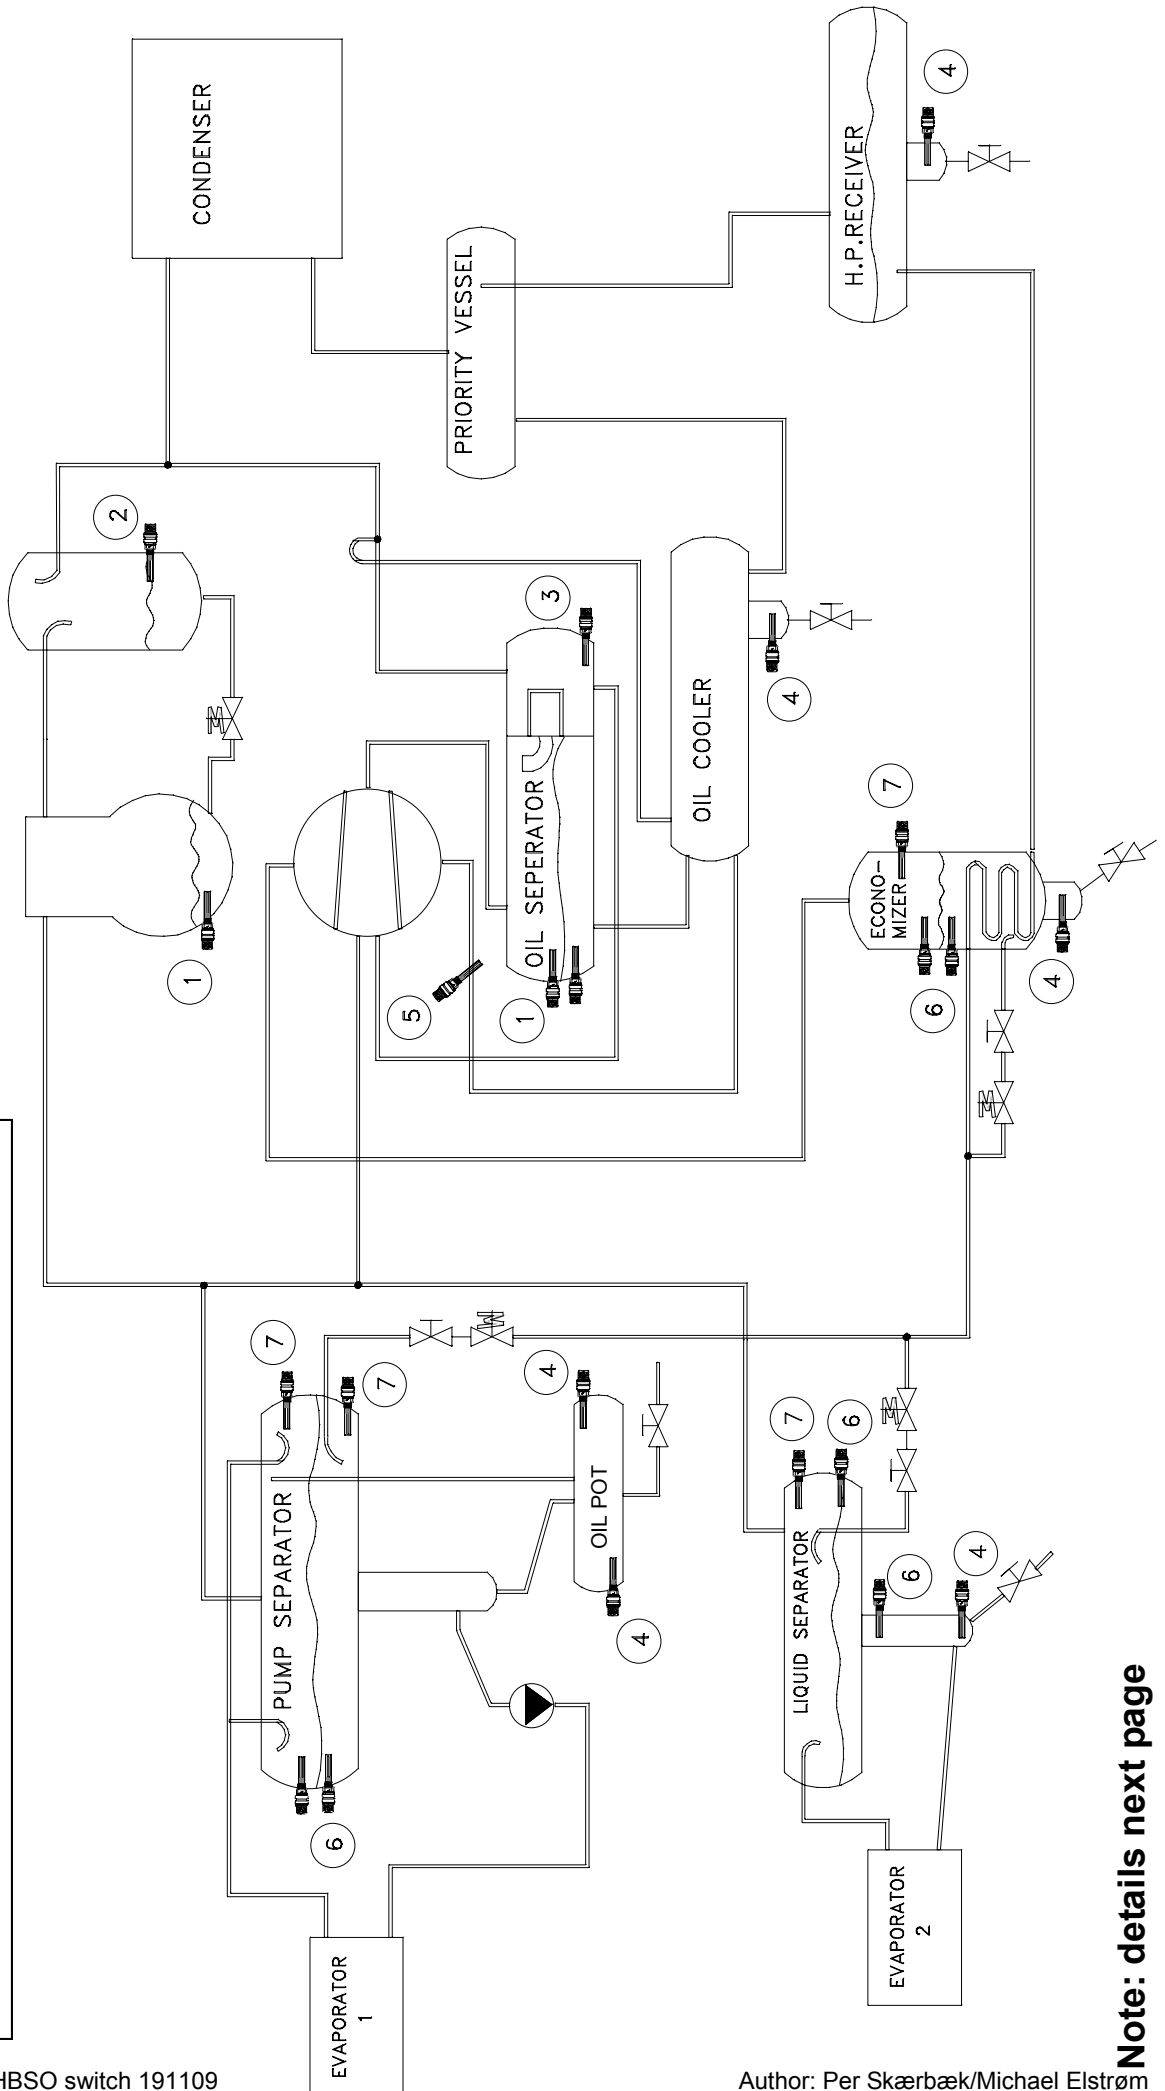 CONDENSER
4
H.P.RECEIVER
PRIORITY VESSEL
2
3
OIL COOLER
4
OIL SEPERATOR
7
ECONO-
MIZER
1
5
1
6
4
7
7
4
7
6
PUMP SEPARATOR
OIL POT
LIQUID SEPARATOR
6
4
4
6
EVAPORATOR
1
EVAPORATOR
2
Note: details next page
HBSO switch 191109
Author: Per Skærbæk/Michael Elstrøm